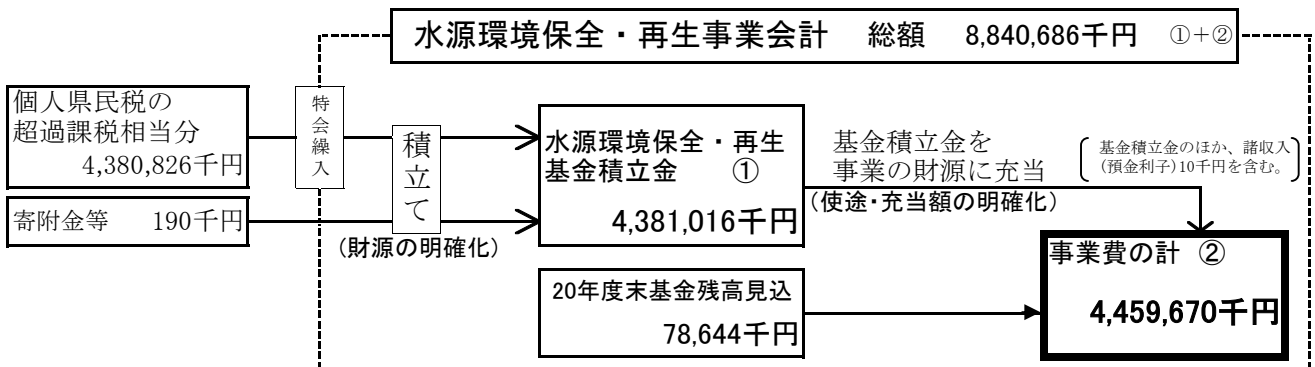 水源環境保全・再生事業会計 総額 8,840,686千円 ①+②
個人県民税の
超過課税相当分
4,380,826千円
寄附金等 190千円
特会繰入
積立て
(財源の明確化)
水源環境保全・再生
基金積立金 ①
4,381,016千円
基金積立金を
事業の財源に充当
(使途・充当額の明確化)
基金積立金のほか、諸収入
(預金利子)10千円を含む。
20年度末基金残高見込
78,644千円
事業費の計 ②
4,459,670千円